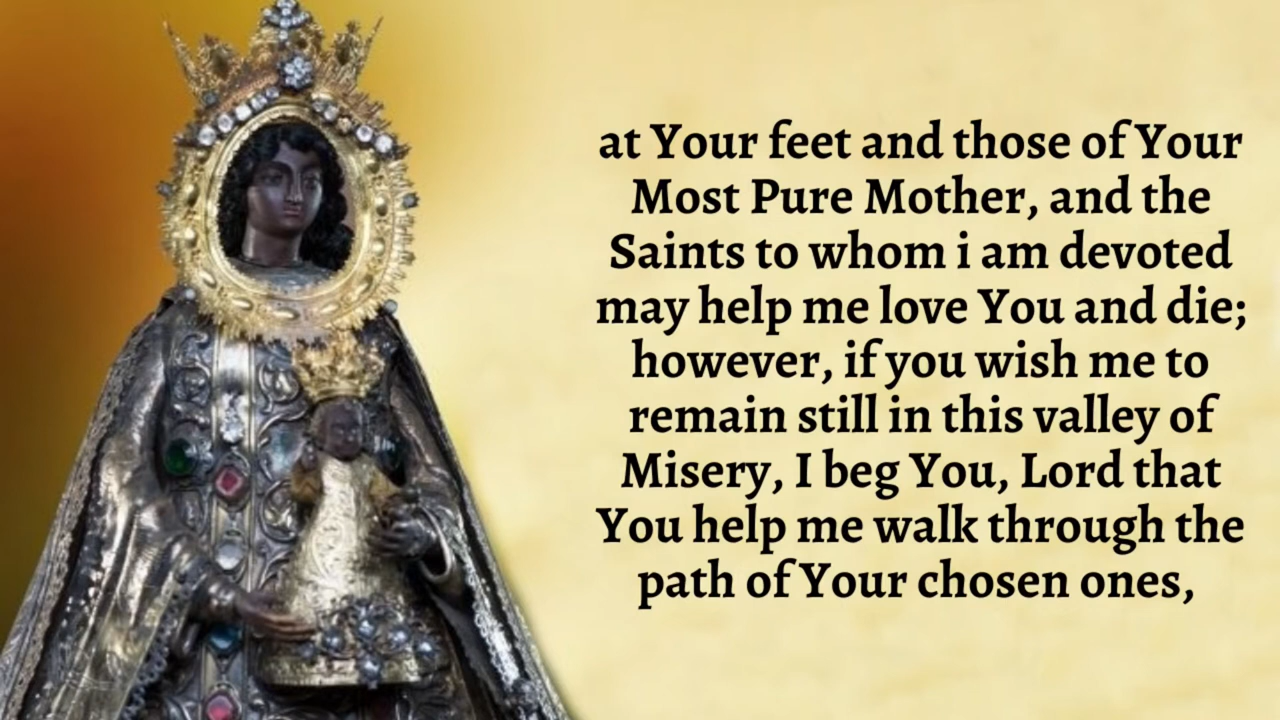 at Your feet and those of Your
Most Pure Mother, and the
Saints to whom i am devoted
may help me love You and die;
however, if you wish me to
remain still in this valley of
Misery, I beg You, Lord that
You help me walk through the
path of Your chosen ones,